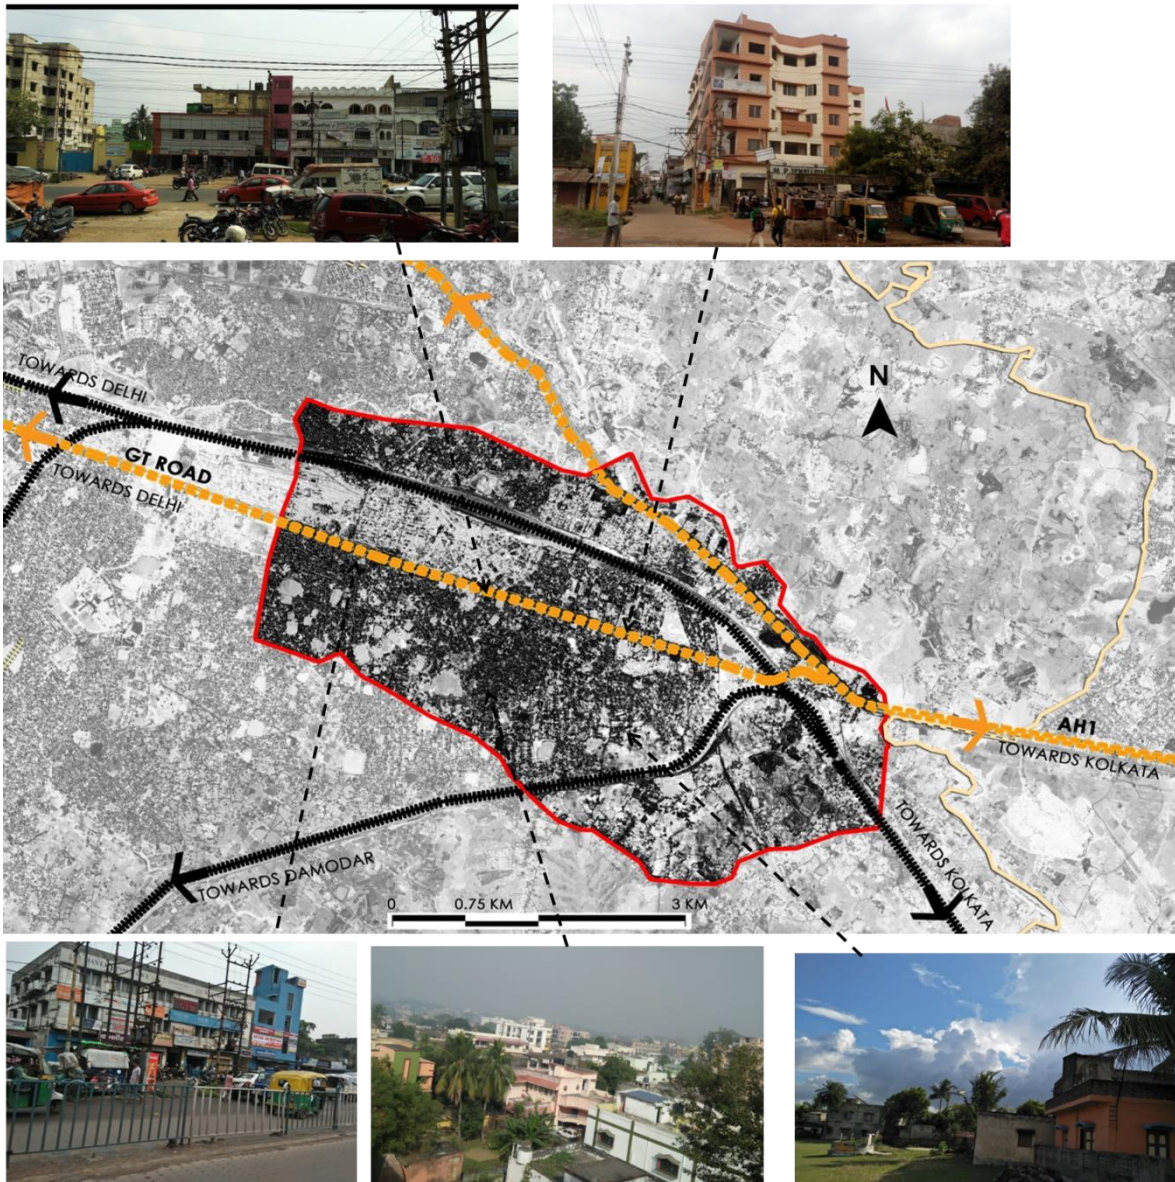 N
TOWARDS DELHI
GT ROAD
TOWARDS DELHI
AH1
TOWARDS KOLKATA
TOWARDS KOLKATA
TOWARDS DAMODAR
0 0.75 KM 3 KM